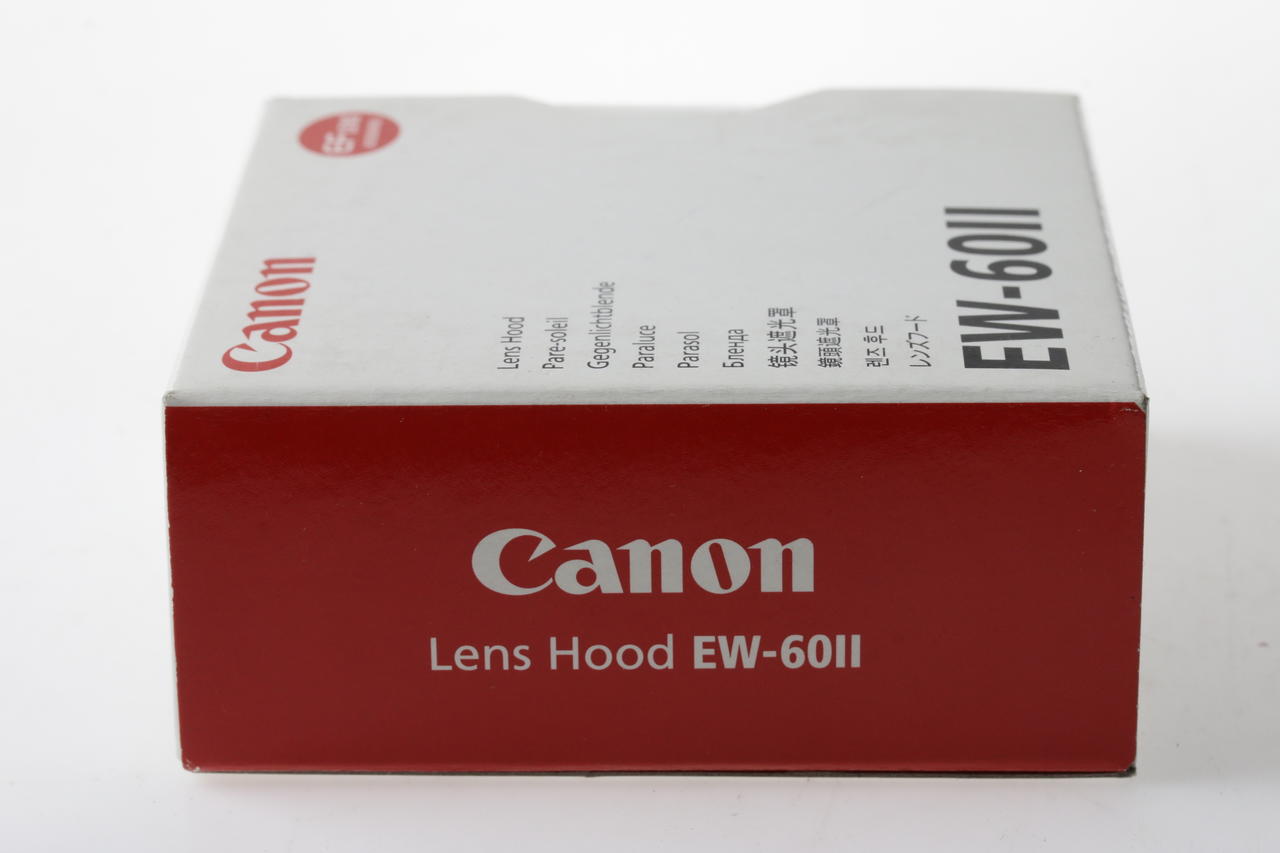 Canon
Lens Hood
Pare-soleil
Gegenlichtblende
Paraluce
Parasol
Бленда
镜头遮光罩
鏡頭遮光罩
렌즈 후드
レンズフード
EW-60II
Canon
Lens Hood EW-60II